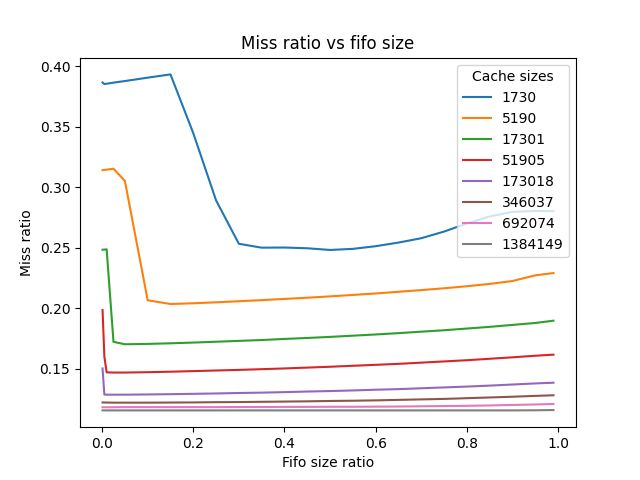 Miss ratio vs fifo size
Cache sizes
1730
5190
17301
51905
173018
346037
692074
1384149
Miss ratio
0.40
0.35
0.30
0.25
0.20
0.15
0.0 0.2 0.4 0.6 0.8 1.0
Fifo size ratio